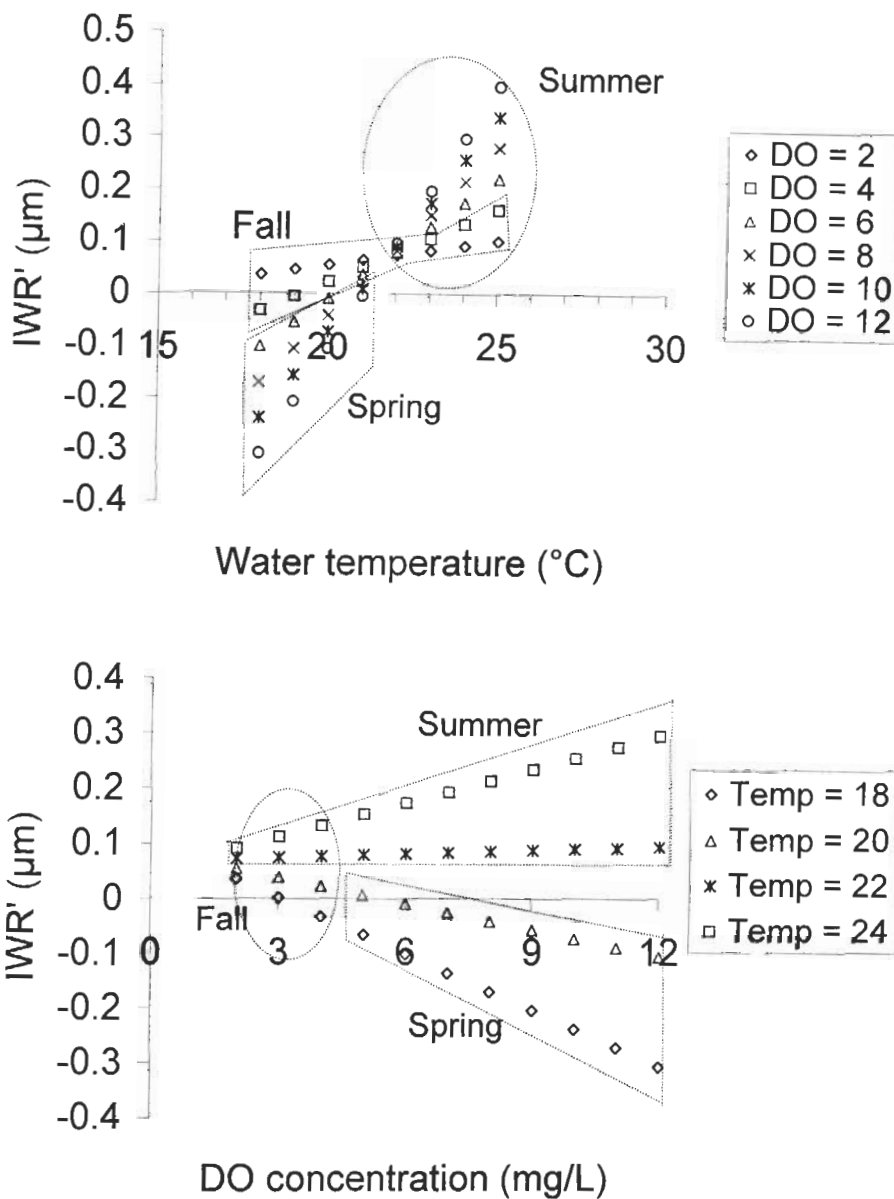 0.5
0.4
0.3
0.2
0.1
0
-0.1
-0.2
-0.3
-0.4
IWR' (µm)
15 20 25 30
Summer
Fall
Spring
Water temperature (°C)
DO = 2
DO = 4
DO = 6
DO = 8
DO = 10
DO = 12
0.4
0.3
0.2
0.1
0
-0.1
-0.2
-0.3
-0.4
IWR' (µm)
0 3 6 9 12
Summer
Fall
Spring
DO concentration (mg/L)
Temp = 18
Temp = 20
Temp = 22
Temp = 24